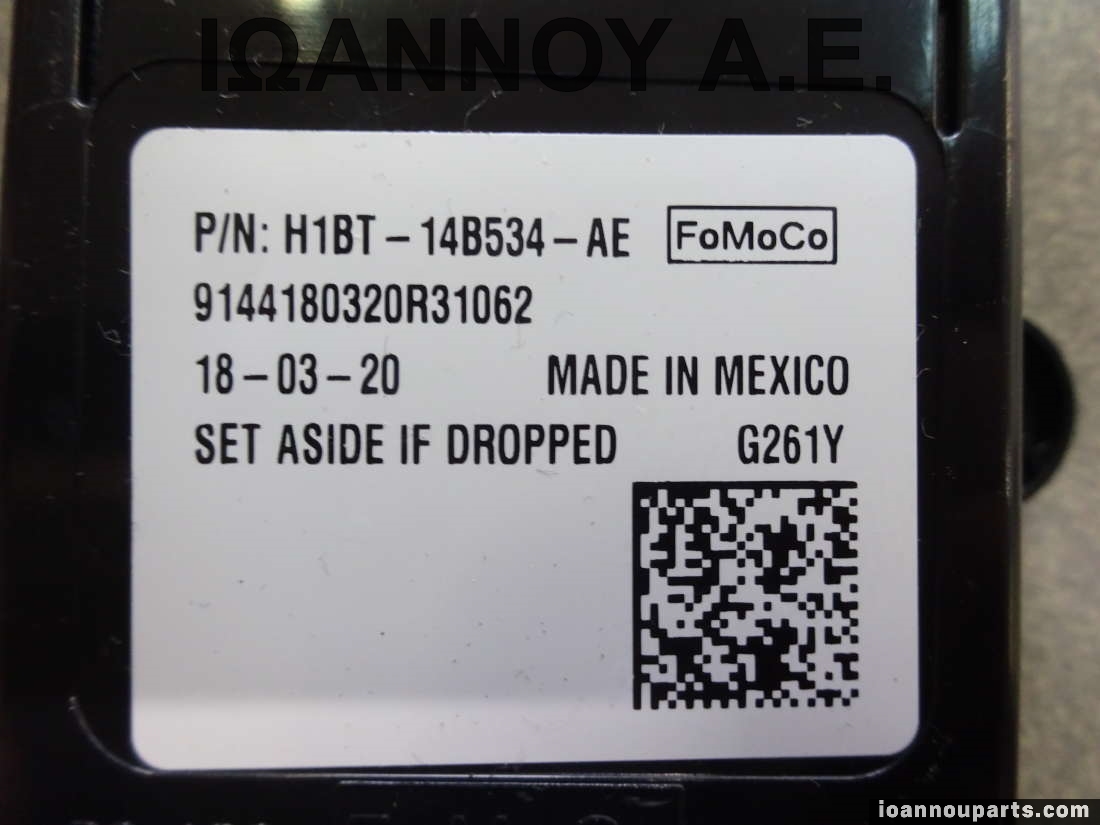 ΙΩΑΝΝΟΥ Α.Ε.
P/N: H1BT-14B534-AE FoMoCo
9144180320R31062
18-03-20 MADE IN MEXICO
SET ASIDE IF DROPPED G261Y
ioannouparts.com